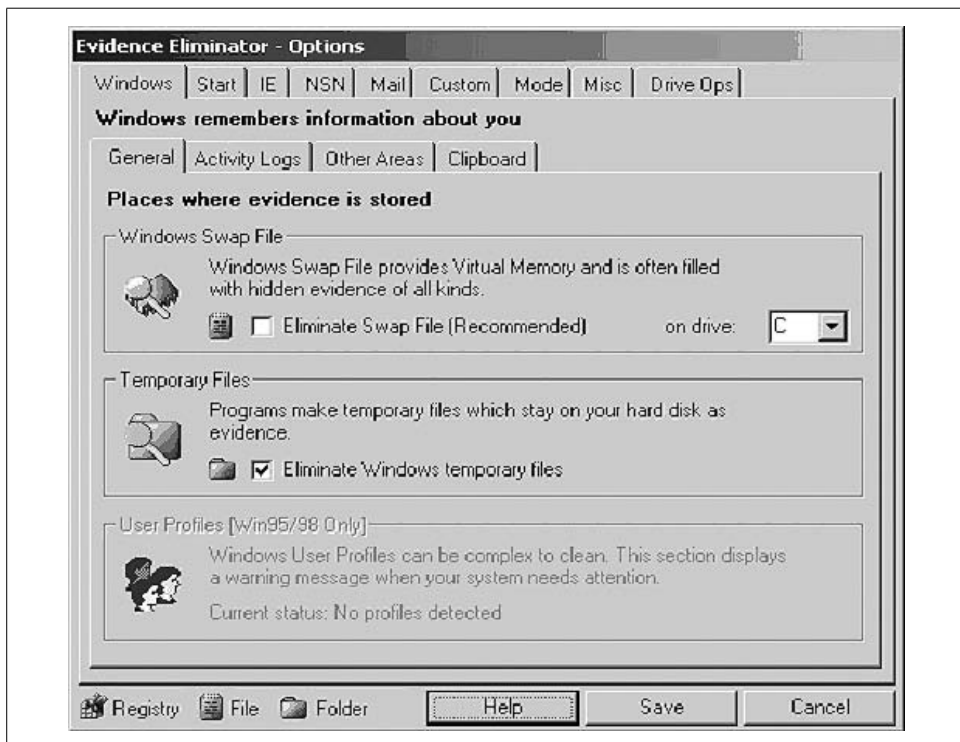 Evidence Eliminator - Options
Windows Start IE NSN Mail Custom Mode Misc Drive Ops
Windows remembers information about you
General Activity Logs Other Areas Clipboard
Places where evidence is stored
Windows Swap File
Windows Swap File provides Virtual Memory and is often filled
with hidden evidence of all kinds.
Eliminate Swap File (Recommended) on drive: C
Temporary Files
Programs make temporary files which stay on your hard disk as
evidence.
Eliminate Windows temporary files
User Profiles [Win95/98 Only]
Windows User Profiles can be complex to clean. This section displays
a warning message when your system needs attention.
Current status: No profiles detected
Registry File Folder Help Save Cancel